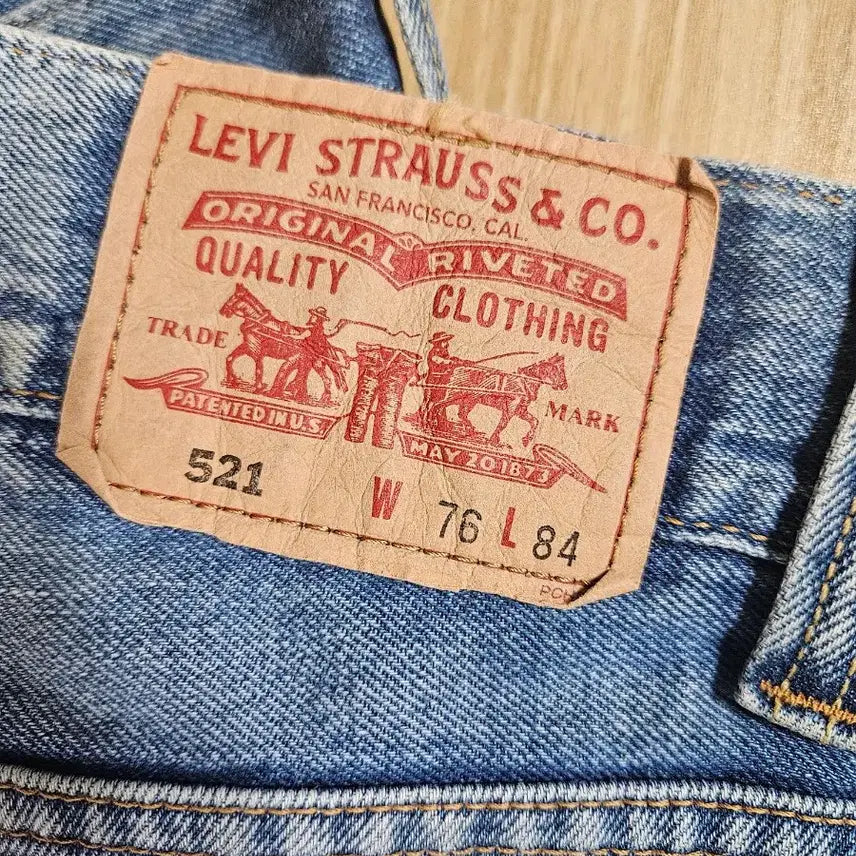 LEVI STRAUSS & CO.
SAN FRANCISCO, CAL.
ORIGINAL RIVETED
QUALITY CLOTHING
TRADE MARK
PATENTED IN U.S. MAY 20 1873
521 W 76 L 84